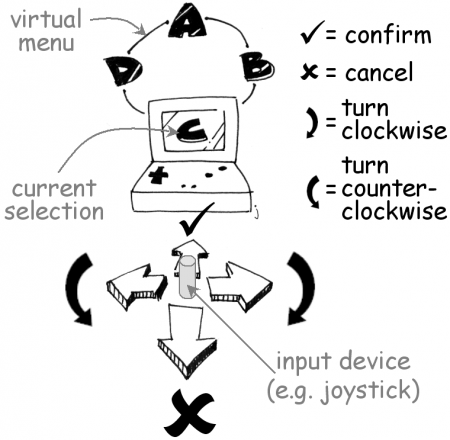 virtual
menu
A
D
B
C
✓ = confirm
✗ = cancel
= turn
clockwise
= turn
counter-
clockwise
current
selection
input device
(e.g. joystick)